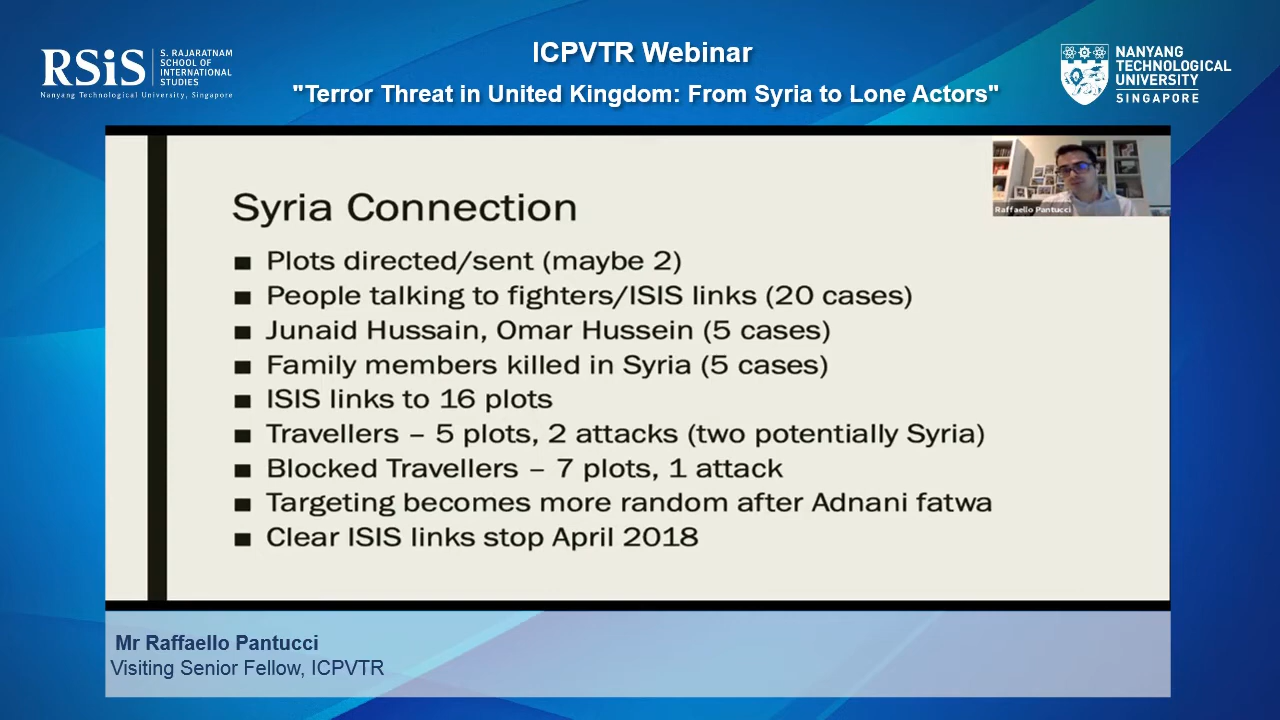 RSiS
S. RAJARATNAM
SCHOOL OF
INTERNATIONAL
STUDIES
Nanyang Technological University, Singapore
ICPVTR Webinar
"Terror Threat in United Kingdom: From Syria to Lone Actors"
NANYANG
TECHNOLOGICAL
UNIVERSITY
SINGAPORE
Raffaello Pantucci
Syria Connection
■ Plots directed/sent (maybe 2)
■ People talking to fighters/ISIS links (20 cases)
■ Junaid Hussain, Omar Hussein (5 cases)
■ Family members killed in Syria (5 cases)
■ ISIS links to 16 plots
■ Travellers – 5 plots, 2 attacks (two potentially Syria)
■ Blocked Travellers – 7 plots, 1 attack
■ Targeting becomes more random after Adnani fatwa
■ Clear ISIS links stop April 2018
Mr Raffaello Pantucci
Visiting Senior Fellow, ICPVTR